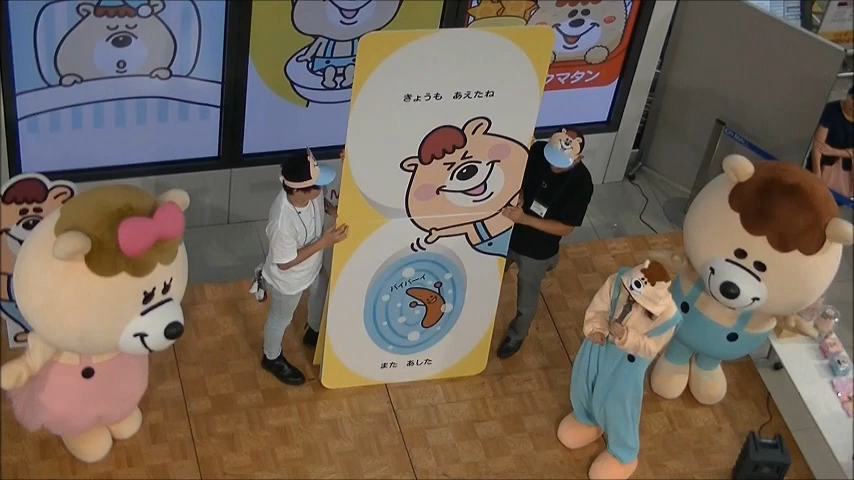 クマタン
きょうも あえたね
バイバーイ
また あした